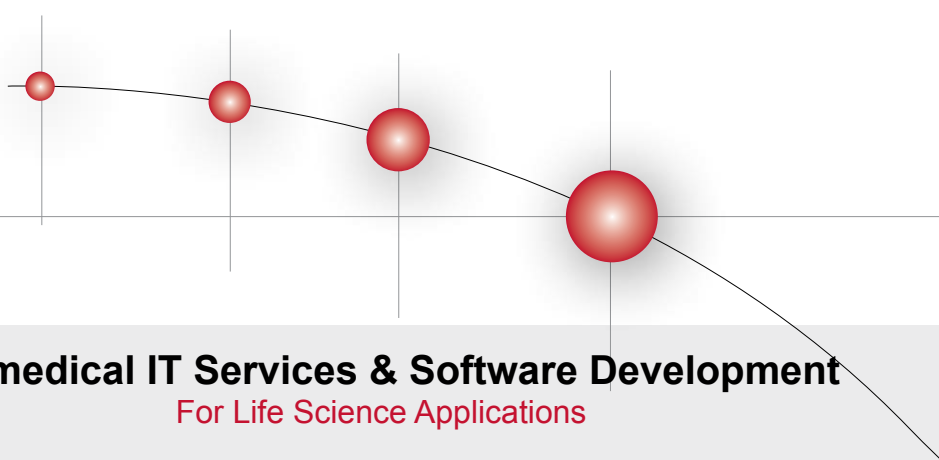 medical IT Services & Software Development
For Life Science Applications